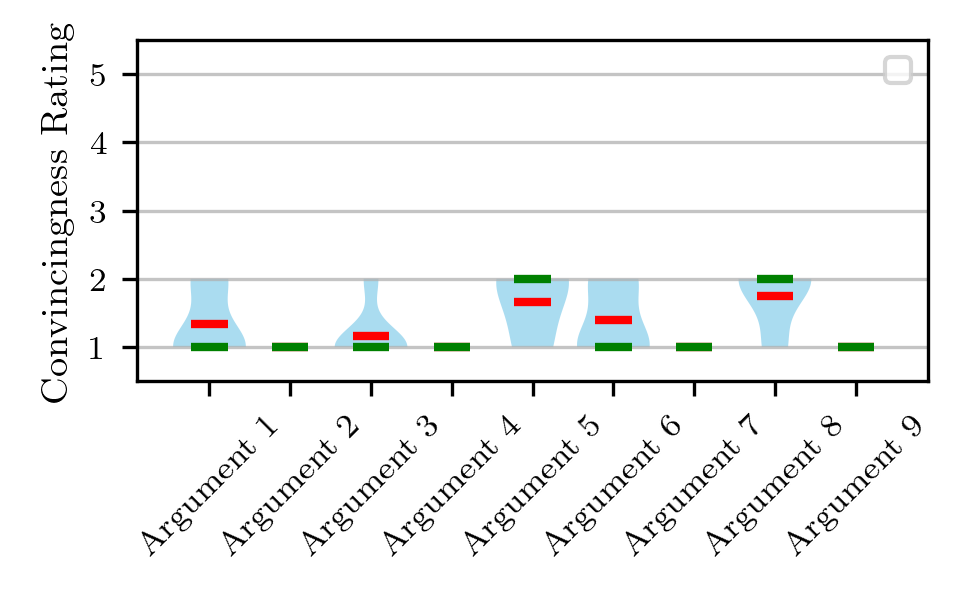 Convincingness Rating
5
4
3
2
1
Argument 1
Argument 2
Argument 3
Argument 4
Argument 5
Argument 6
Argument 7
Argument 8
Argument 9